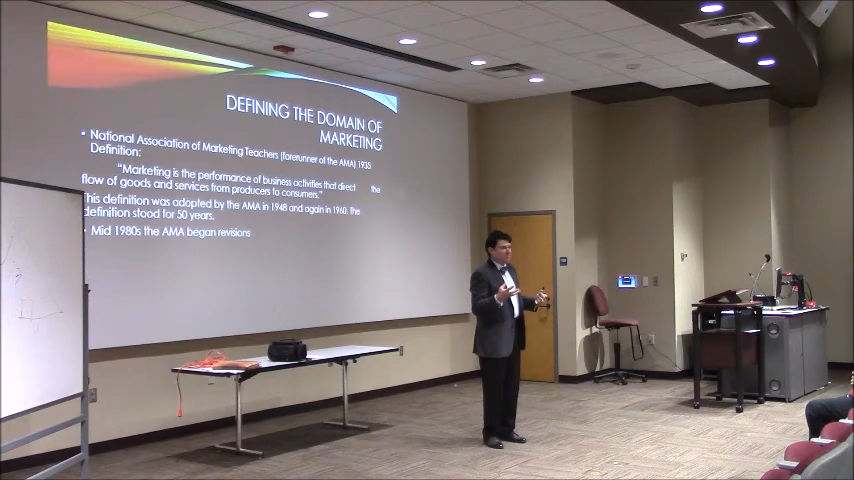 DEFINING THE DOMAIN OF
MARKETING
• National Association of Marketing Teachers (forerunner of the AMA) 1935
Definition:
"Marketing is the performance of business activities that direct the
flow of goods and services from producers to consumers."
This definition was adopted by the AMA in 1948 and again in 1960. The
definition stood for 50 years.
• Mid 1980s the AMA began revisions